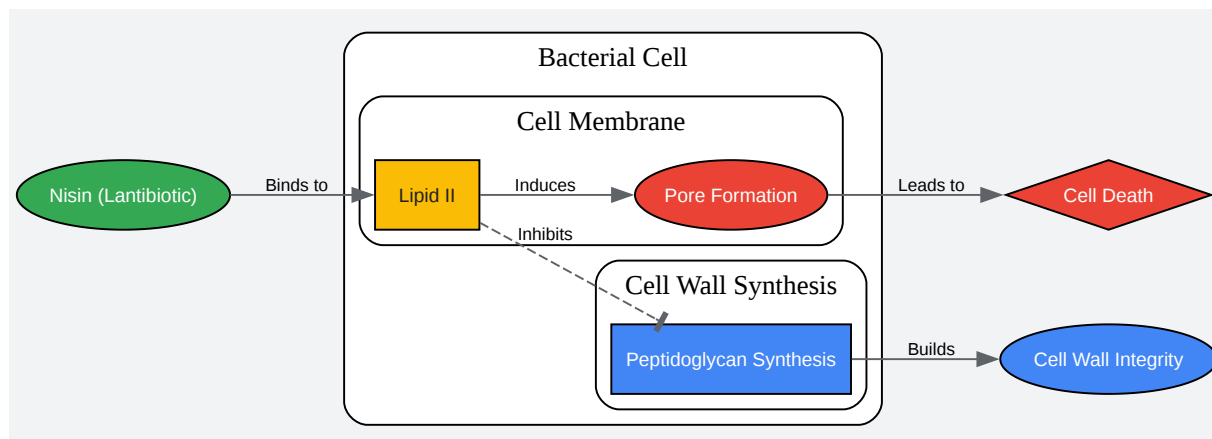 Bacterial Cell
Cell Membrane
Nisin (Lantibiotic)
Binds to
Lipid II
Induces
Pore Formation
Leads to
Cell Death
Inhibits
Cell Wall Synthesis
Peptidoglycan Synthesis
Builds
Cell Wall Integrity